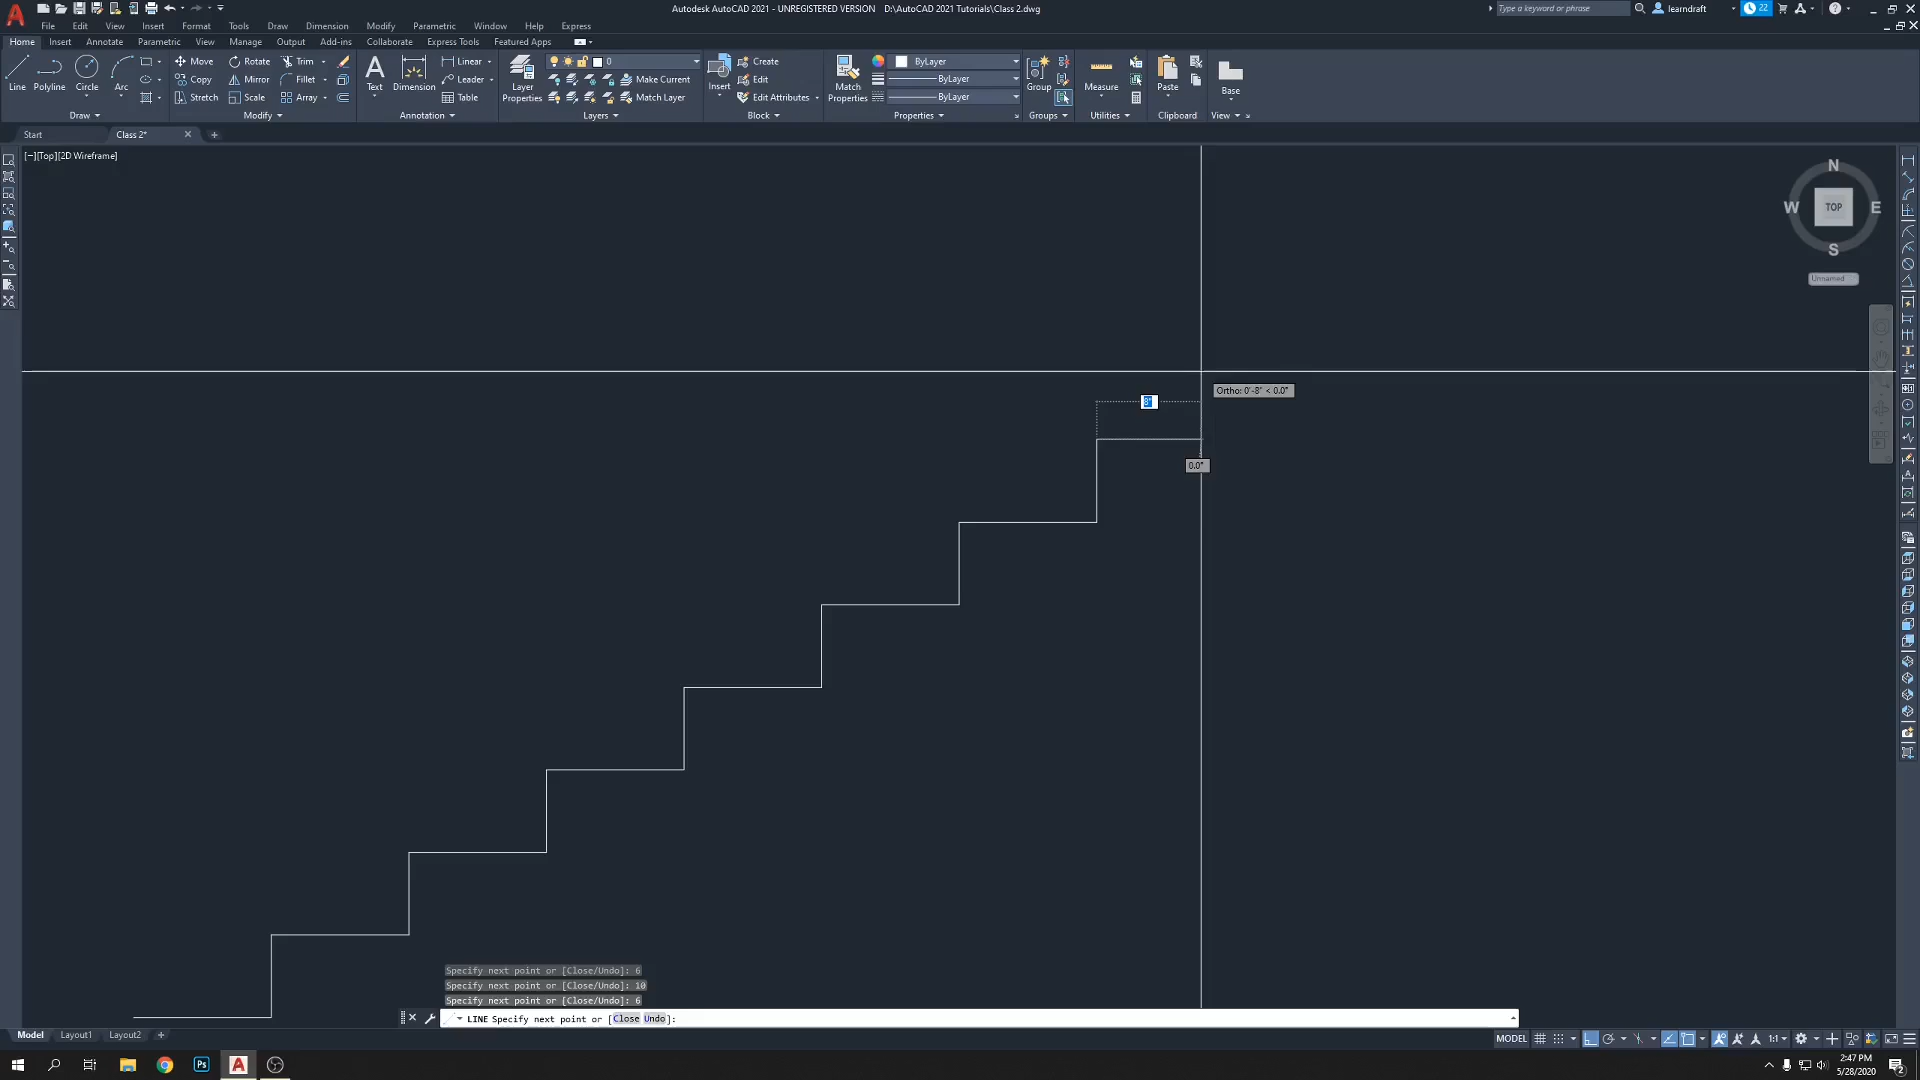 Autodesk AutoCAD 2021 - UNREGISTERED VERSION D:\AutoCAD 2021 Tutorials\Class 2.dwg
Type a keyword or phrase
learndraft
22
File Edit View Insert Format Tools Draw Dimension Modify Parametric Window Help Express
Home Insert Annotate Parametric View Manage Output Add-ins Collaborate Express Tools Featured Apps
Line Polyline Circle Arc
Move Rotate Trim
Copy Mirror Fillet
Stretch Scale Array
Text Dimension
Linear
Leader
Table
Layer Properties
0
Make Current
Match Layer
Insert
Create
Edit
Edit Attributes
Match Properties
ByLayer
ByLayer
ByLayer
Group
Measure
Paste
Base
Draw Modify Annotation Layers Block Properties Groups Utilities Clipboard View
Start Class 2*
[−][Top][2D Wireframe]
N
W TOP E
S
Unnamed
Ortho: 0'-8" < 0.0°
8"
0.0°
Specify next point or [Close/Undo]: 6
Specify next point or [Close/Undo]: 10
Specify next point or [Close/Undo]: 6
LINE Specify next point or [Close Undo]:
Model Layout1 Layout2
MODEL 1:1
Ps
A
2:47 PM
5/28/2020
2